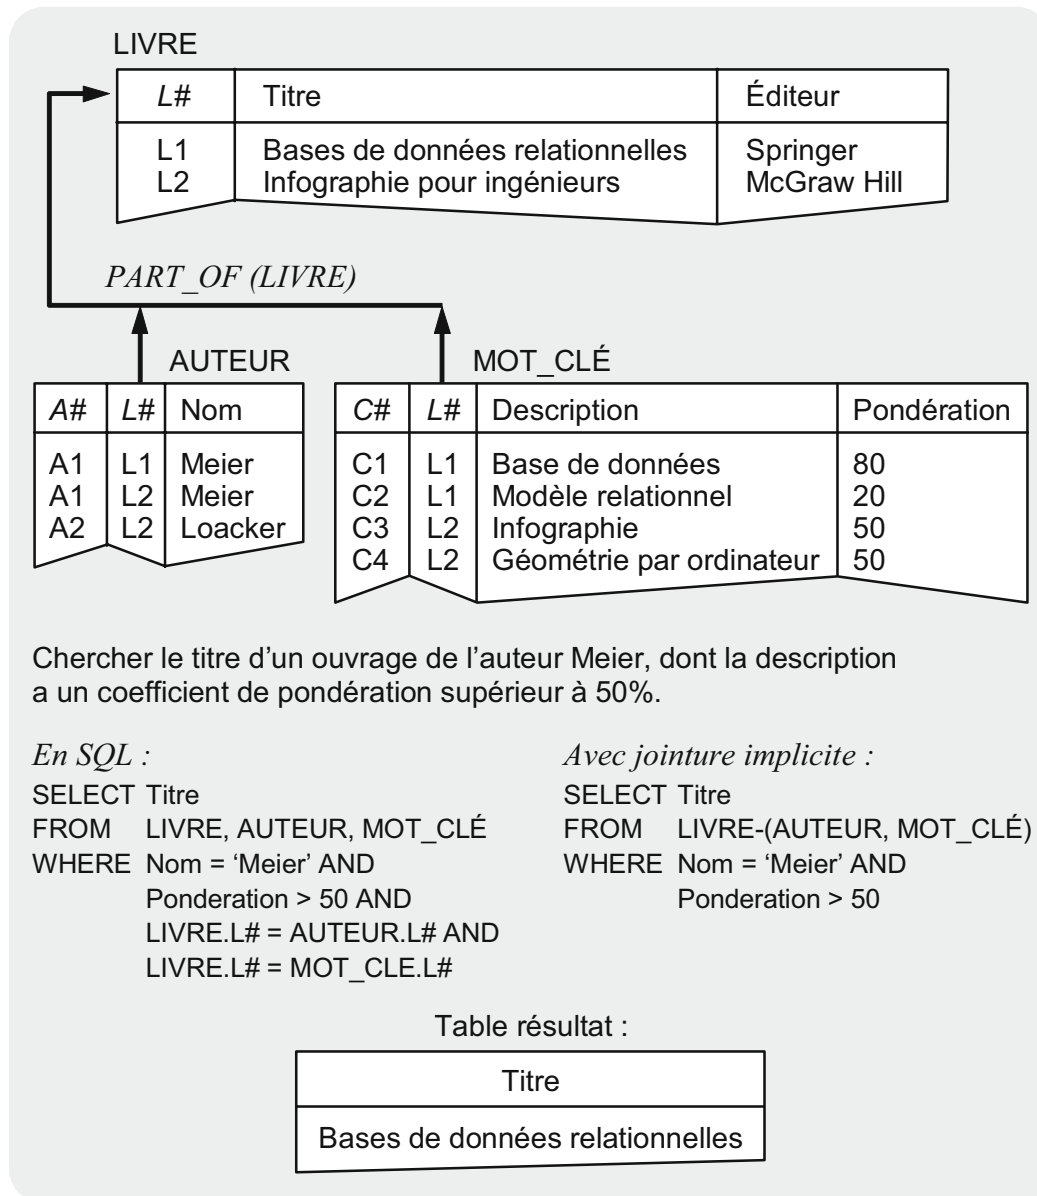 LIVRE
L# Titre Éditeur
L1 Bases de données relationnelles Springer
L2 Infographie pour ingénieurs McGraw Hill
PART_OF (LIVRE)
AUTEUR MOT_CLÉ
A# L# Nom C# L# Description Pondération
A1 L1 Meier C1 L1 Base de données 80
A1 L2 Meier C2 L1 Modèle relationnel 20
A2 L2 Loacker C3 L2 Infographie 50
C4 L2 Géométrie par ordinateur 50
Chercher le titre d’un ouvrage de l’auteur Meier, dont la description
a un coefficient de pondération supérieur à 50%.
En SQL :
SELECT Titre
FROM LIVRE, AUTEUR, MOT_CLÉ
WHERE Nom = ‘Meier’ AND
Ponderation > 50 AND
LIVRE.L# = AUTEUR.L# AND
LIVRE.L# = MOT_CLE.L#
Avec jointure implicite :
SELECT Titre
FROM LIVRE-(AUTEUR, MOT_CLÉ)
WHERE Nom = ‘Meier’ AND
Ponderation > 50
Table résultat :
Titre
Bases de données relationnelles